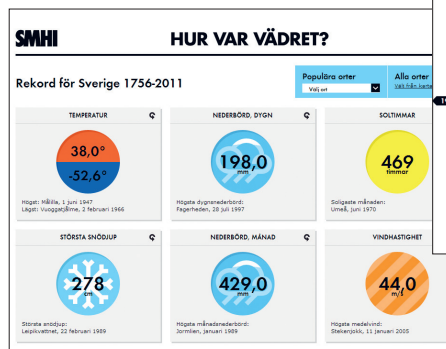 SMHI
HUR VAR VÄDRET?
Rekord för Sverige 1756-2011
Populära orter
Välj ort
Alla orter
Välj från karta
TEMPERATUR
38,0°
-52,6°
Högst: Målilla, 1 juni 1947
Lägst: Vuoggatjålme, 2 februari 1966
NEDERBÖRD, DYGN
198,0
mm
Högsta dygnsnederbörd:
Fagerheden, 28 juli 1997
SOLTIMMAR
469
timmar
Soligaste månaden:
Umeå, juni 1970
STÖRSTA SNÖDJUP
278
cm
Största snödjup:
Leipikvattnet, 22 februari 1989
NEDERBÖRD, MÅNAD
429,0
mm
Högsta månadsnederbörd:
Jormlien, januari 1989
VINDHASTIGHET
44,0
m/s
Högsta medelvind:
Stekenjokk, 11 januari 2005